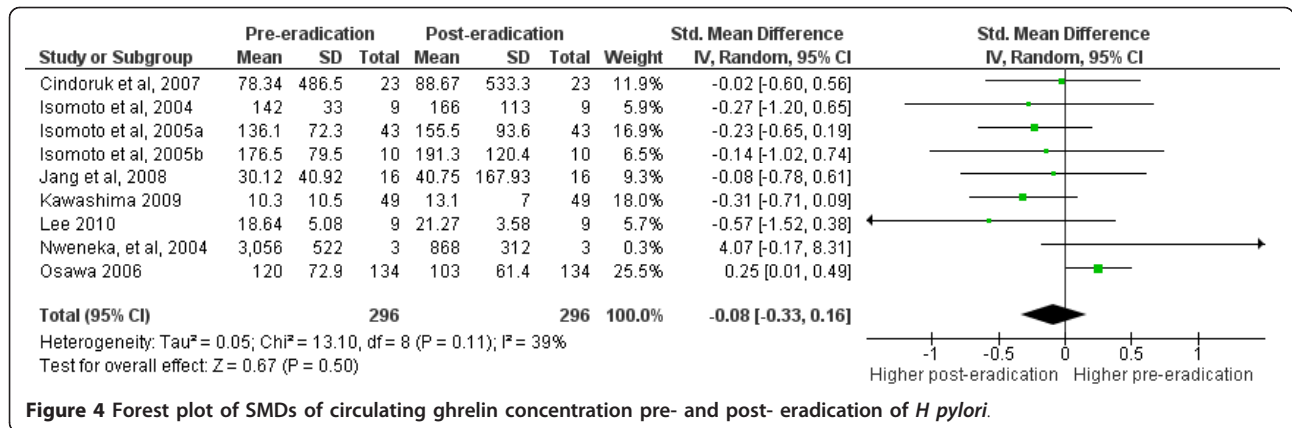 Pre-eradication Post-eradication Std. Mean Difference Std. Mean Difference
Study or Subgroup Mean SD Total Mean SD Total Weight IV, Random, 95% CI IV, Random, 95% CI
Cindoruk et al, 2007 78.34 486.5 23 88.67 533.3 23 11.9% -0.02 [-0.60, 0.56]
Isomoto et al, 2004 142 33 9 166 113 9 5.9% -0.27 [-1.20, 0.65]
Isomoto et al, 2005a 136.1 72.3 43 155.5 93.6 43 16.9% -0.23 [-0.65, 0.19]
Isomoto et al, 2005b 176.5 79.5 10 191.3 120.4 10 6.5% -0.14 [-1.02, 0.74]
Jang et al, 2008 30.12 40.92 16 40.75 167.93 16 9.3% -0.08 [-0.78, 0.61]
Kawashima 2009 10.3 10.5 49 13.1 7 49 18.0% -0.31 [-0.71, 0.09]
Lee 2010 18.64 5.08 9 21.27 3.58 9 5.7% -0.57 [-1.52, 0.38]
Nweneka, et al, 2004 3,056 522 3 868 312 3 0.3% 4.07 [-0.17, 8.31]
Osawa 2006 120 72.9 134 103 61.4 134 25.5% 0.25 [0.01, 0.49]
Total (95% CI) 296 296 100.0% -0.08 [-0.33, 0.16]
Heterogeneity: Tau² = 0.05; Chi² = 13.10, df = 8 (P = 0.11); I² = 39%
Test for overall effect: Z = 0.67 (P = 0.50)
-1 -0.5 0 0.5 1
Higher post-eradication Higher pre-eradication
Figure 4 Forest plot of SMDs of circulating ghrelin concentration pre- and post- eradication of H pylori.